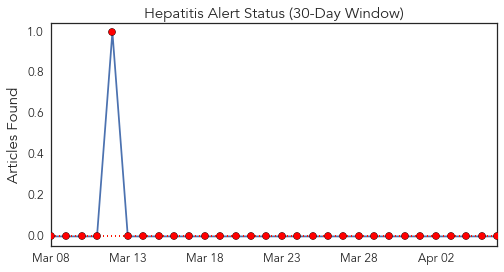 Hepatitis Alert Status (30-Day Window)
1.0
0.8
0.6
0.4
0.2
0.0
Articles Found
Mar 08 Mar 13 Mar 18 Mar 23 Mar 28 Apr 02